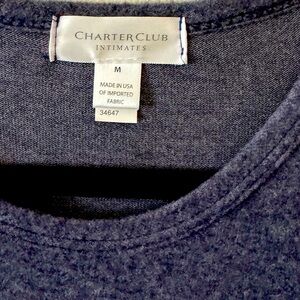 CHARTER CLUB
INTIMATES
M
MADE IN USA
OF IMPORTED
FABRIC
34647